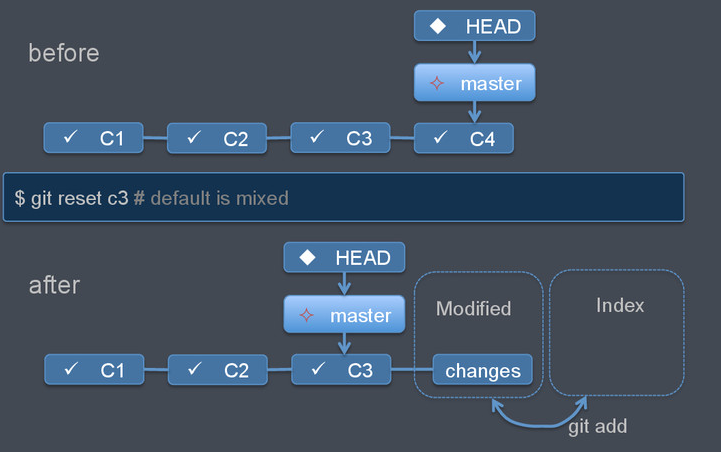 before
HEAD
master
C1
C2
C3
C4
$ git reset c3 # default is mixed
after
HEAD
master
Modified
Index
C1
C2
C3
changes
git add